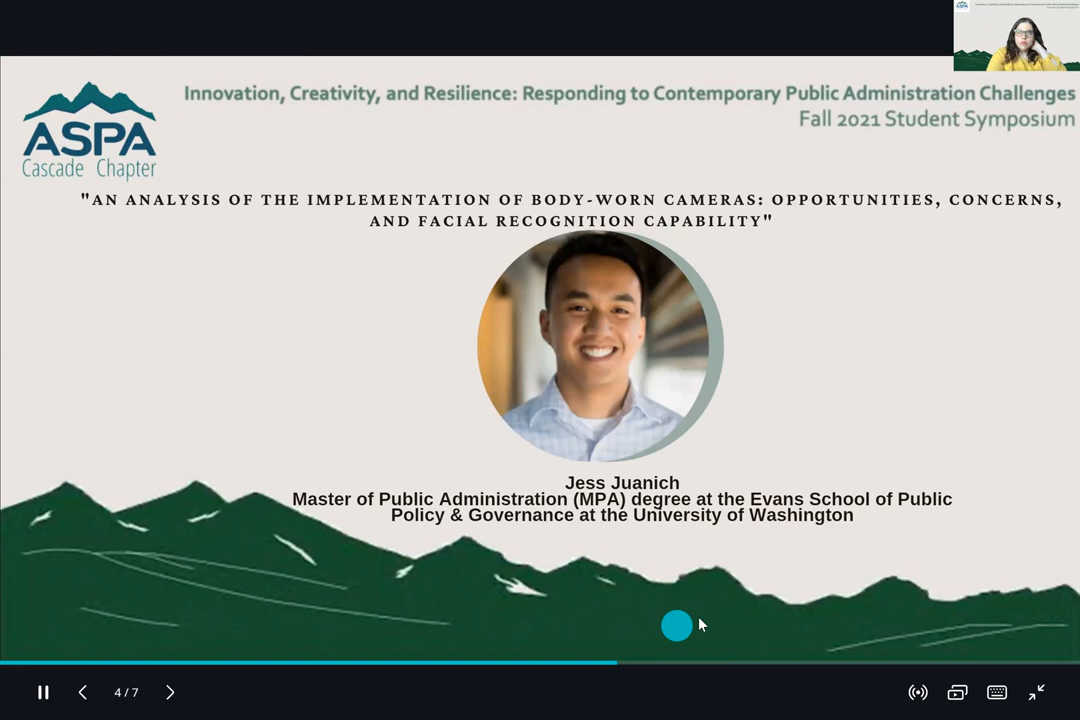 Innovation, Creativity, and Resilience: Responding to Contemporary Public Administration Challenges
Fall 2021 Student Symposium
ASPA
Cascade Chapter
"AN ANALYSIS OF THE IMPLEMENTATION OF BODY-WORN CAMERAS: OPPORTUNITIES, CONCERNS,
AND FACIAL RECOGNITION CAPABILITY"
Jess Juanich
Master of Public Administration (MPA) degree at the Evans School of Public
Policy & Governance at the University of Washington
4 / 7